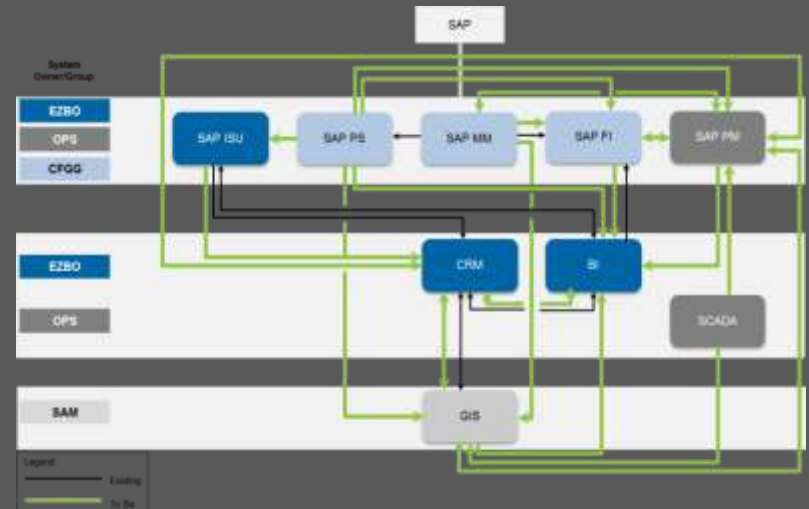 SAP
System
Owner/Group
EZBO
OPS
CFGG
SAP ISU
SAP PS
SAP MM
SAP FI
SAP PM
EZBO
OPS
CRM
BI
SCADA
SAM
GIS
Legend:
Existing
To Be